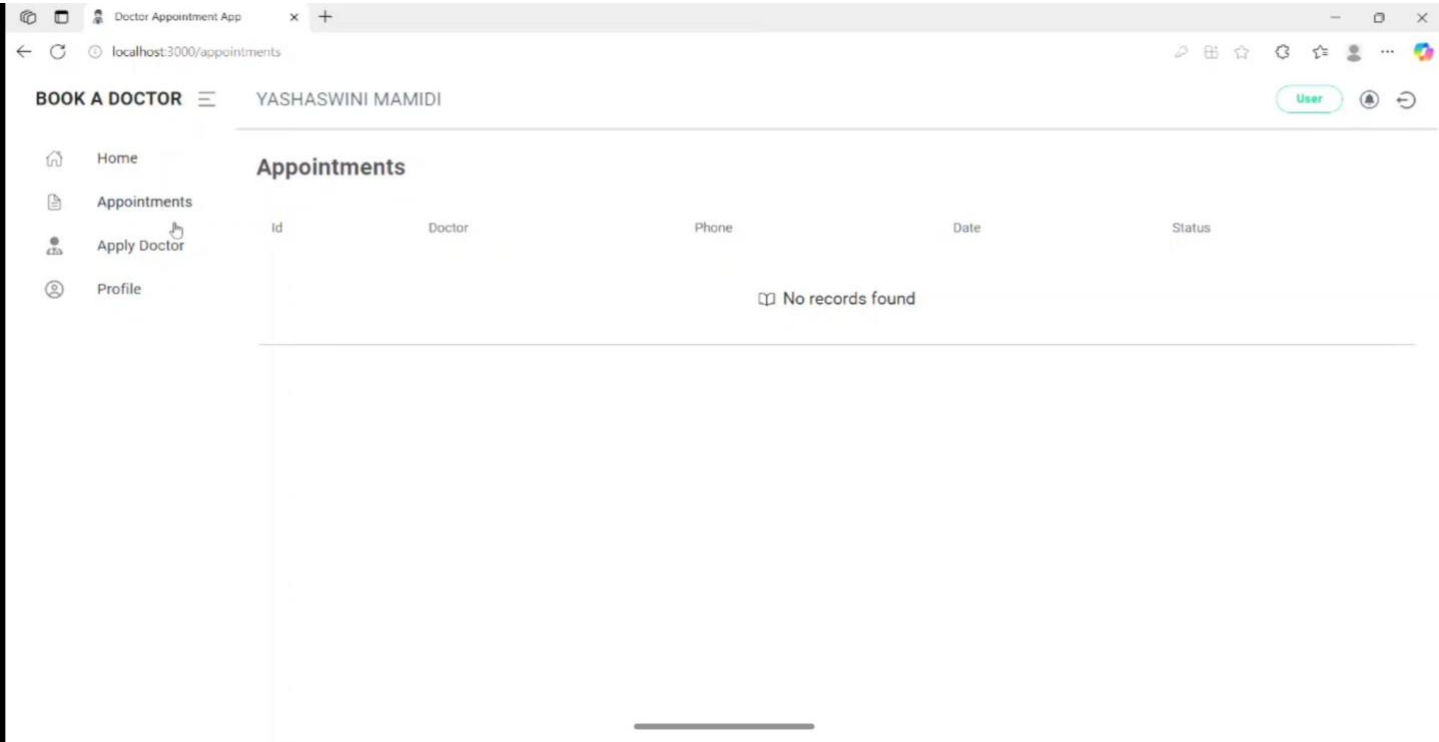 Doctor Appointment App
localhost:3000/appointments
BOOK A DOCTOR YASHASWINI MAMIDI User
Home
Appointments
Apply Doctor
Profile
Appointments
Id Doctor Phone Date Status
No records found